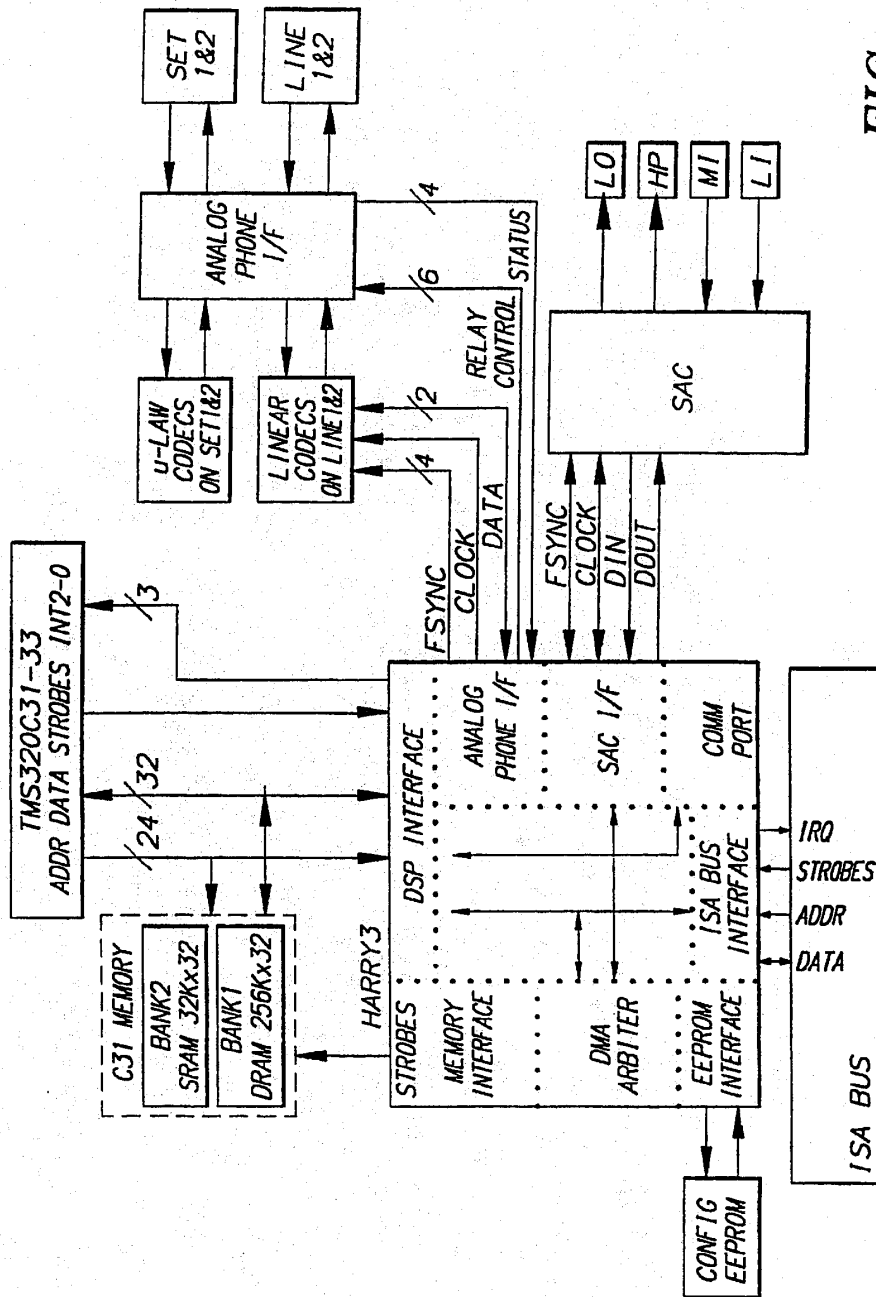 TMS320C31-33
ADDR DATA STROBES INT2-0
24
32
3
C31 MEMORY
BANK2
SRAM 32Kx32
BANK1
DRAM 256Kx32
u-LAW
CODECS
ON SET1&2
LINEAR
CODECS
ON LINE1&2
ANALOG
PHONE
I/F
SET
1&2
LINE
1&2
4
2
6
4
FSYNC
CLOCK
DATA
RELAY
CONTROL
STATUS
HARRY3
STROBES
DSP INTERFACE
MEMORY
INTERFACE
ANALOG
PHONE I/F
DMA
ARBITER
SAC I/F
EEPROM
INTERFACE
ISA BUS
INTERFACE
COMM
PORT
FSYNC
CLOCK
DIN
DOUT
SAC
LO
HP
MI
LI
CONFIG
EEPROM
DATA
ADDR
STROBES
IRQ
ISA BUS